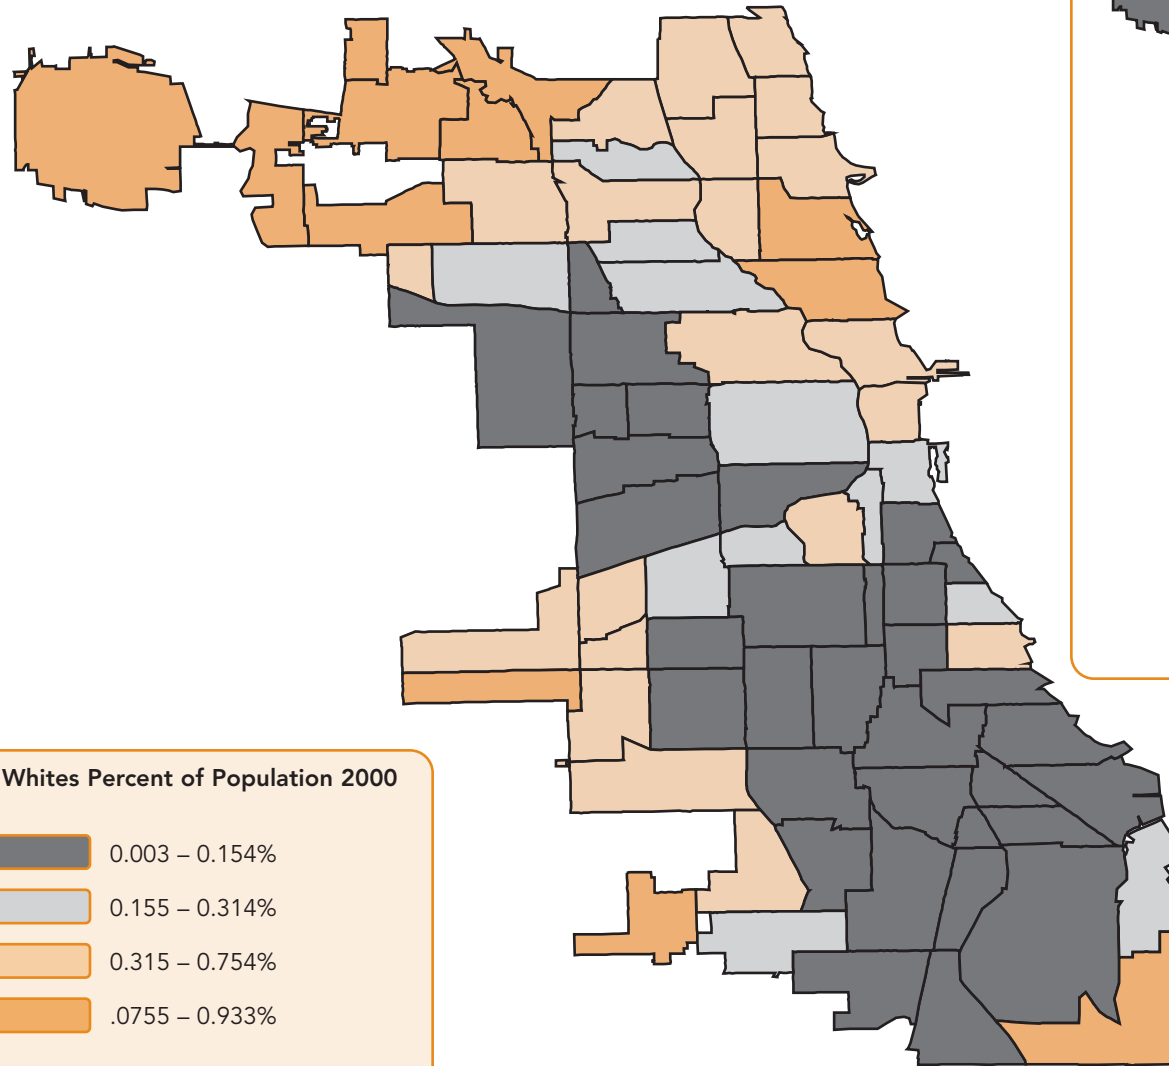 Whites Percent of Population 2000
0.003 – 0.154%
0.155 – 0.314%
0.315 – 0.754%
.0755 – 0.933%